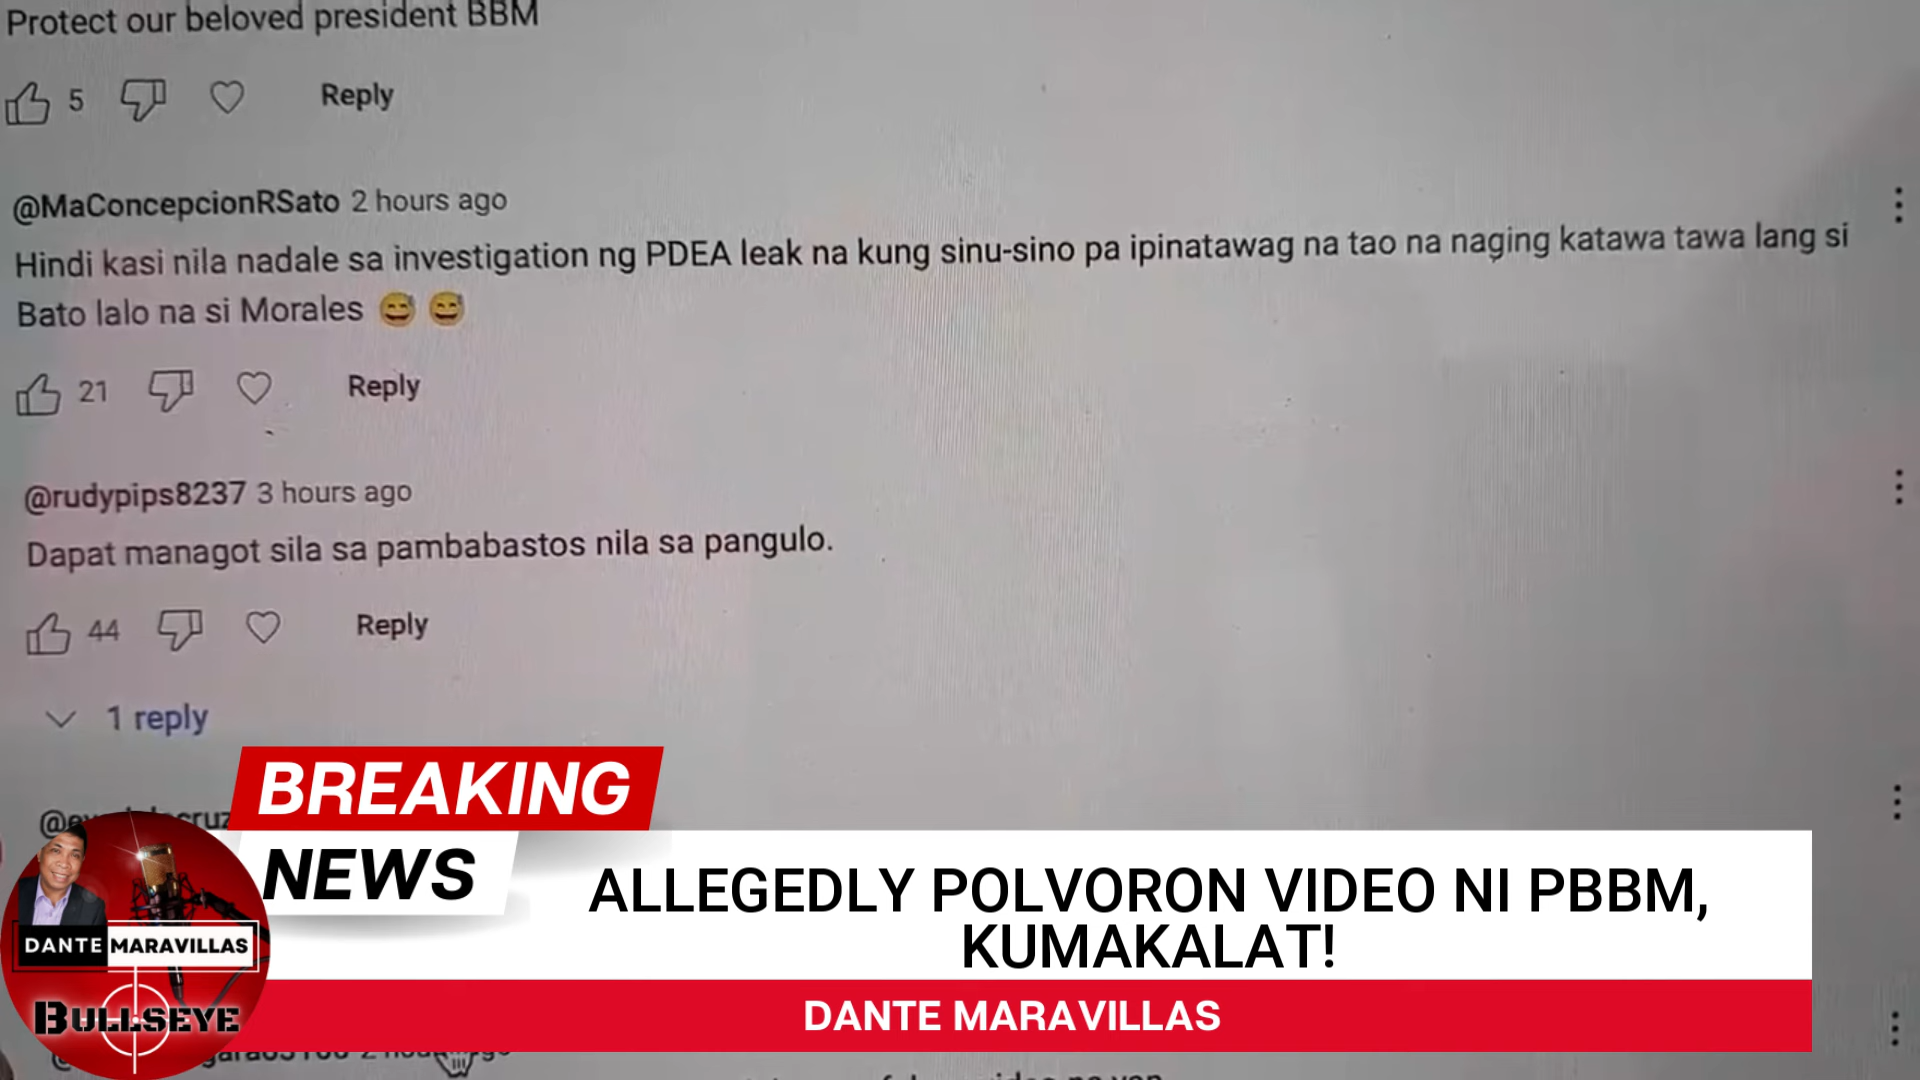 Protect our beloved president BBM
5 Reply
@MaConcepcionRSato 2 hours ago
Hindi kasi nila nadale sa investigation ng PDEA leak na kung sinu-sino pa ipinatawag na tao na naging katawa tawa lang si
Bato lalo na si Morales 😅 😅
21 Reply
@rudypips8237 3 hours ago
Dapat managot sila sa pambabastos nila sa pangulo.
44 Reply
1 reply
BREAKING
NEWS
ALLEGEDLY POLVORON VIDEO NI PBBM,
KUMAKALAT!
DANTE MARAVILLAS
DANTE MARAVILLAS
BULLSEYE